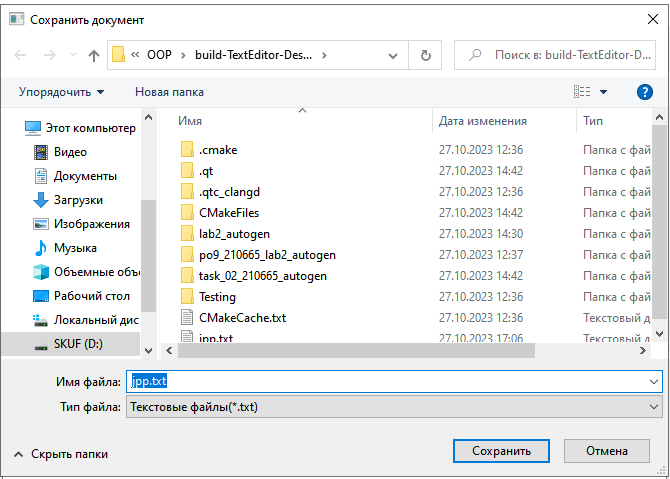 Сохранить документ
« OOP › build-TextEditor-Des... ›
Поиск в: build-TextEditor-D...
Упорядочить
Новая папка
?
Этот компьютер
Видео
Документы
Загрузки
Изображения
Музыка
Объемные объ
Рабочий стол
Локальный дис
SKUF (D:)
Имя Дата изменения Тип
.cmake 27.10.2023 12:36 Папка с фай
.qt 27.10.2023 14:42 Папка с фай
.qtc_clangd 27.10.2023 12:36 Папка с фай
CMakeFiles 27.10.2023 14:42 Папка с фай
lab2_autogen 27.10.2023 14:30 Папка с фай
po9_210665_lab2_autogen 27.10.2023 12:37 Папка с фай
task_02_210665_autogen 27.10.2023 14:42 Папка с фай
Testing 27.10.2023 12:36 Папка с фай
CMakeCache.txt 27.10.2023 12:36 Текстовый д
jpp.txt 27.10.2023 17:06 Текстовый д
Имя файла: jpp.txt
Тип файла: Текстовые файлы(*.txt)
Скрыть папки
Сохранить
Отмена